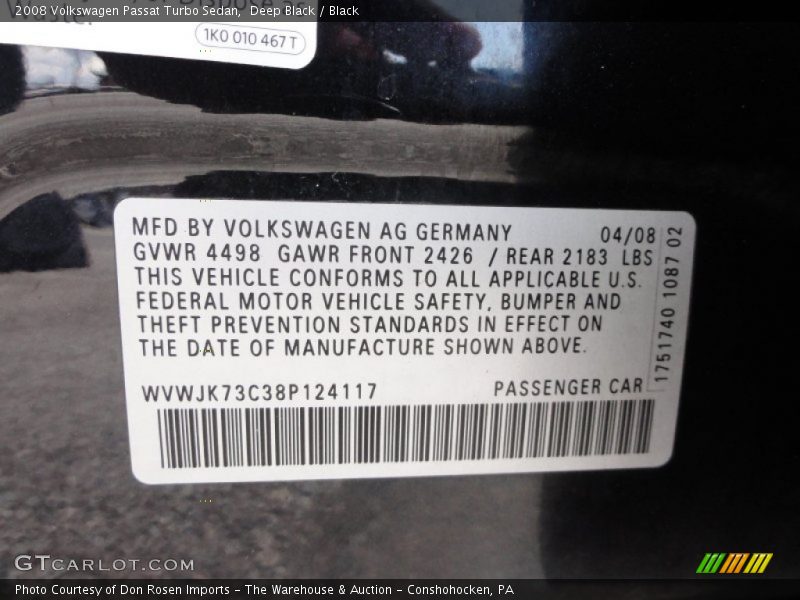 2008 Volkswagen Passat Turbo Sedan, Deep Black / Black
1K0 010 467 T
MFD BY VOLKSWAGEN AG GERMANY 04/08
GVWR 4498 GAWR FRONT 2426 / REAR 2183 LBS
THIS VEHICLE CONFORMS TO ALL APPLICABLE U.S.
FEDERAL MOTOR VEHICLE SAFETY, BUMPER AND
THEFT PREVENTION STANDARDS IN EFFECT ON
THE DATE OF MANUFACTURE SHOWN ABOVE.
WVWJK73C38P124117 PASSENGER CAR
1751740 1087 02
GTCARLOT.COM
Photo Courtesy of Don Rosen Imports - The Warehouse & Auction - Conshohocken, PA